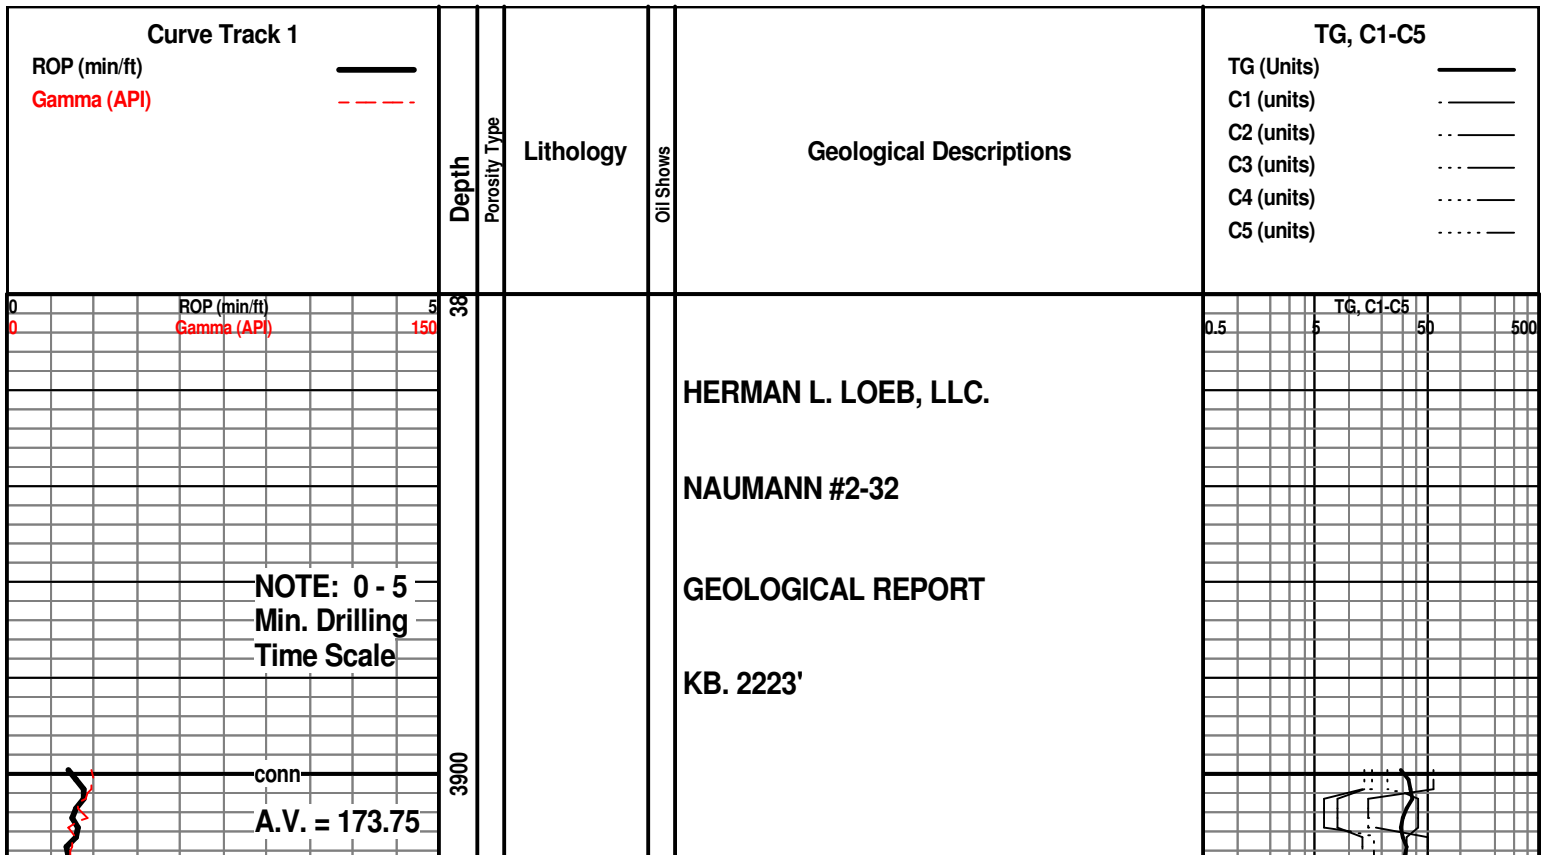 Curve Track 1
ROP (min/ft)
Gamma (API)
Depth
Porosity Type
Lithology
Oil Shows
Geological Descriptions
TG, C1-C5
TG (Units)
C1 (units)
C2 (units)
C3 (units)
C4 (units)
C5 (units)
0 ROP (min/ft) 5
0 Gamma (API) 150
38
TG, C1-C5
0.5 5 50 500
HERMAN L. LOEB, LLC.
NAUMANN #2-32
NOTE: 0 - 5
Min. Drilling
Time Scale
GEOLOGICAL REPORT
KB. 2223'
3900
conn
A.V. = 173.75